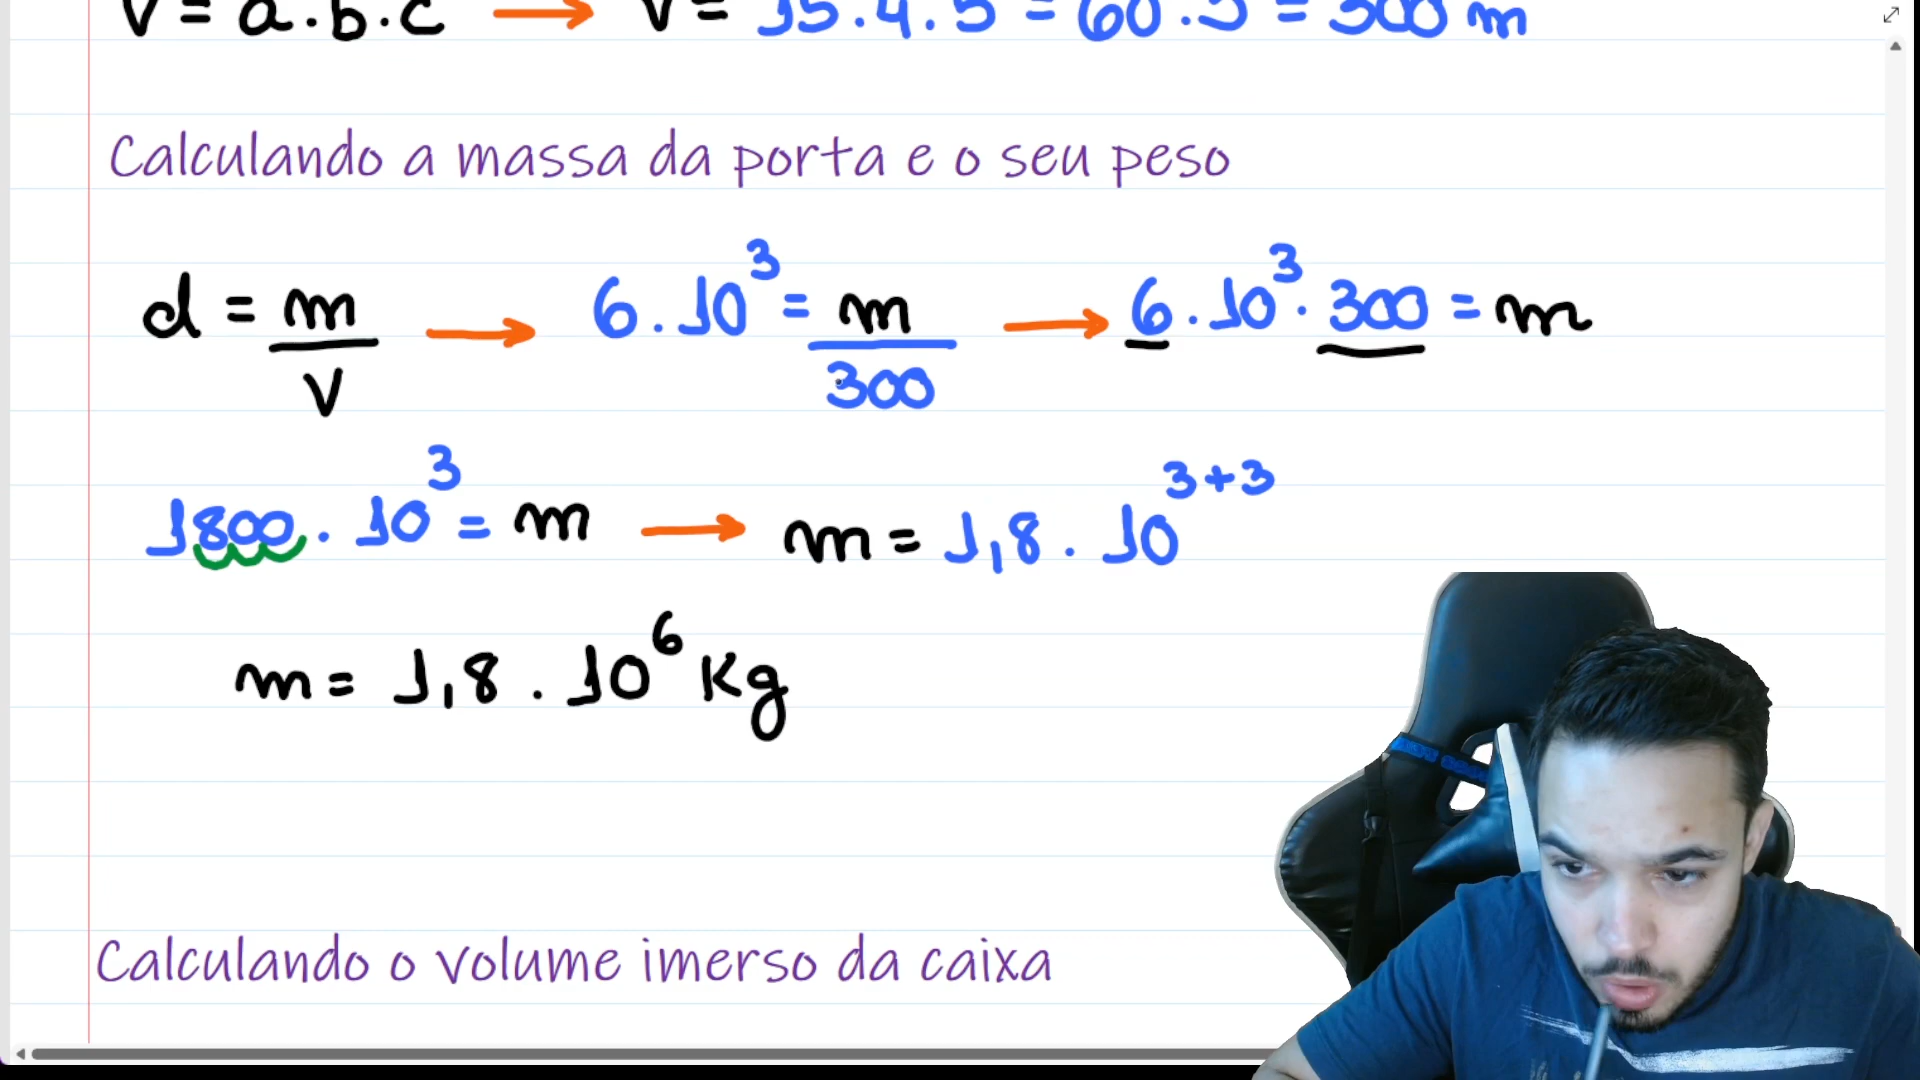 V = a.b.c → V = 15.4.5 = 60.5 = 300 m
Calculando a massa da porta e o seu peso
d = m/V → 6.10³ = m/300 → 6.10³.300 = m
1800.10³ = m → m = 1,8.10³⁺³
m = 1,8.10⁶ Kg
Calculando o volume imerso da caixa